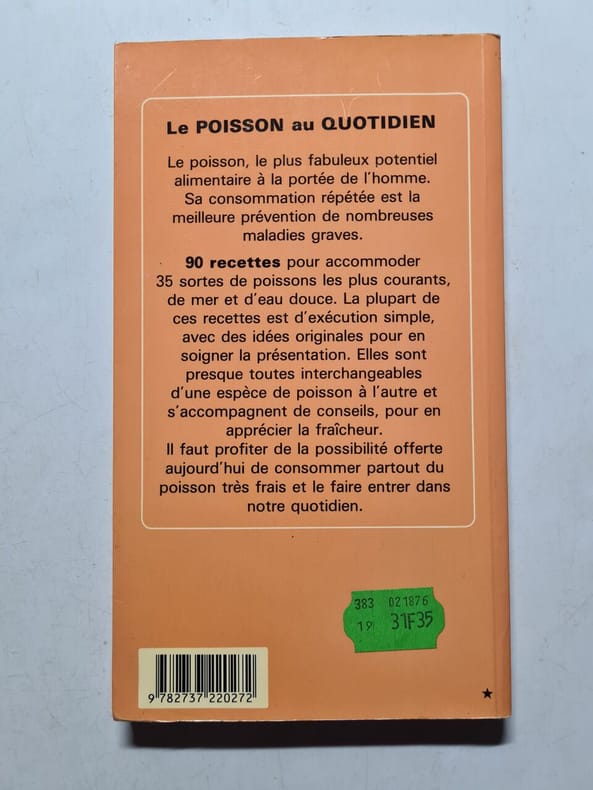 Le POISSON au QUOTIDIEN
Le poisson, le plus fabuleux potentiel
alimentaire à la portée de l'homme.
Sa consommation répétée est la
meilleure prévention de nombreuses
maladies graves.
90 recettes pour accommoder
35 sortes de poissons les plus courants,
de mer et d'eau douce. La plupart de
ces recettes est d'exécution simple,
avec des idées originales pour en
soigner la présentation. Elles sont
presque toutes interchangeables
d'une espèce de poisson à l'autre et
s'accompagnent de conseils, pour en
apprécier la fraîcheur.
Il faut profiter de la possibilité offerte
aujourd'hui de consommer partout du
poisson très frais et le faire entrer dans
notre quotidien.
383 021876
19 31F35
9 782737 220272